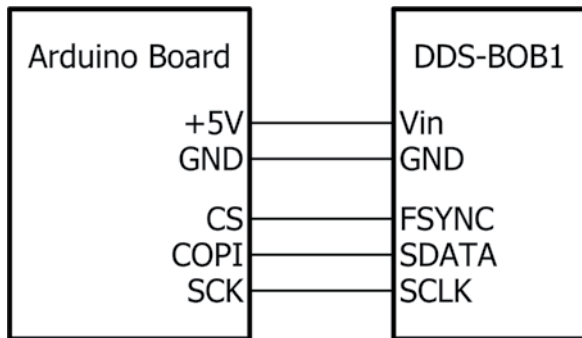 Arduino Board
DDS-BOB1
+5V
Vin
GND
GND
CS
FSYNC
COPI
SDATA
SCK
SCLK